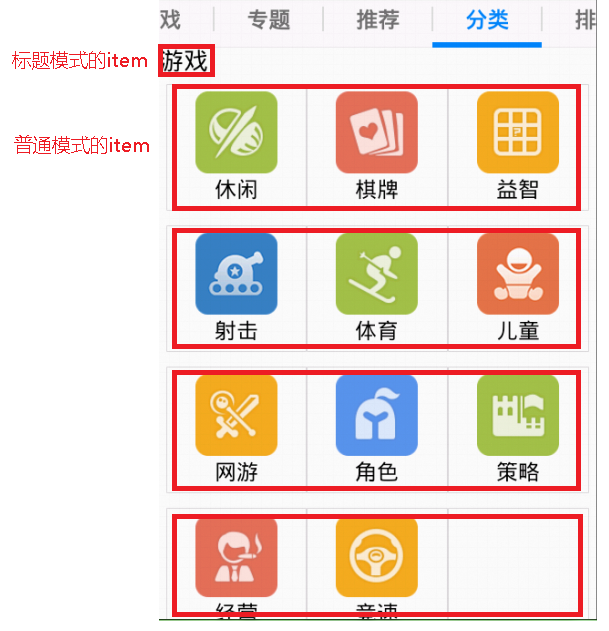 戏 专题 推荐 分类 排
标题模式的item
游戏
普通模式的item
休闲 棋牌 益智
射击 体育 儿童
网游 角色 策略
经营 竞速